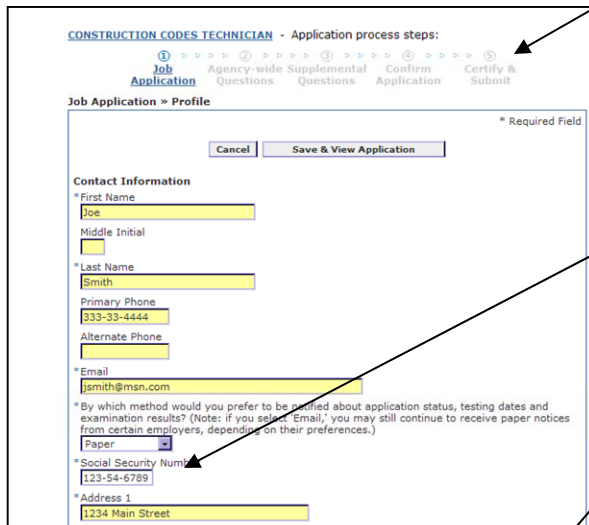 CONSTRUCTION CODES TECHNICIAN - Application process steps:
1 2 3 4 5
Job Agency-wide Supplemental Confirm Certify &
Application Questions Questions Application Submit
Job Application » Profile
* Required Field
Cancel Save & View Application
Contact Information
*First Name
Joe
Middle Initial
*Last Name
Smith
Primary Phone
333-33-4444
Alternate Phone
*Email
jsmith@msn.com
*By which method would you prefer to be notified about application status, testing dates and
examination results? (Note: if you select 'Email,' you may still continue to receive paper notices
from certain employers, depending on their preferences.)
Paper
*Social Security Number
123-54-6789
*Address 1
1234 Main Street